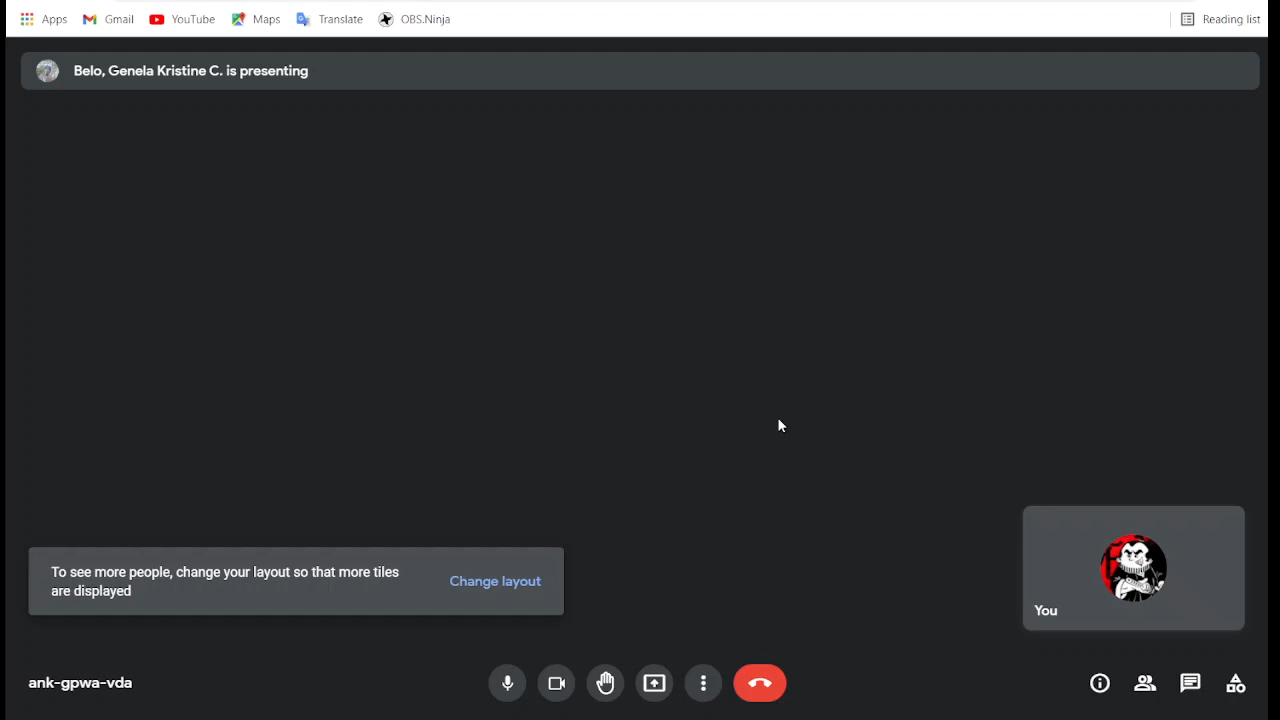 Apps Gmail YouTube Maps Translate OBS.Ninja Reading list
Belo, Genela Kristine C. is presenting
To see more people, change your layout so that more tiles
are displayed
Change layout
You
ank-gpwa-vda